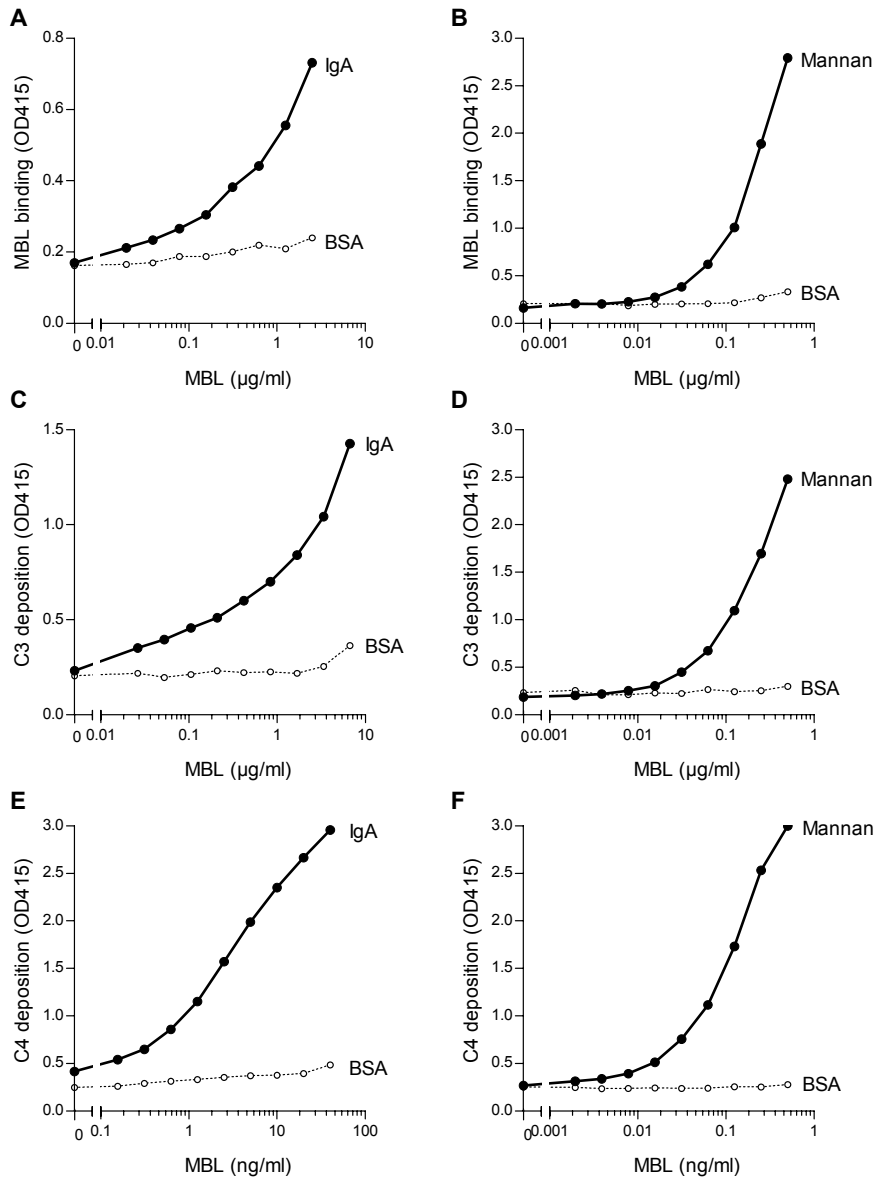 A
MBL binding (OD415)
0.8
0.6
0.4
0.2
0.0
IgA
BSA
0 0.01 0.1 1 10
MBL (µg/ml)
B
MBL binding (OD415)
3.0
2.5
2.0
1.5
1.0
0.5
0.0
Mannan
BSA
0 0.001 0.01 0.1 1
MBL (µg/ml)
C
C3 deposition (OD415)
1.5
1.0
0.5
0.0
IgA
BSA
0 0.01 0.1 1 10
MBL (µg/ml)
D
C3 deposition (OD415)
3.0
2.5
2.0
1.5
1.0
0.5
0.0
Mannan
BSA
0 0.001 0.01 0.1 1
MBL (µg/ml)
E
C4 deposition (OD415)
3.0
2.5
2.0
1.5
1.0
0.5
0.0
IgA
BSA
0 0.1 1 10 100
MBL (ng/ml)
F
C4 deposition (OD415)
3.0
2.5
2.0
1.5
1.0
0.5
0.0
Mannan
BSA
0 0.001 0.01 0.1 1
MBL (ng/ml)